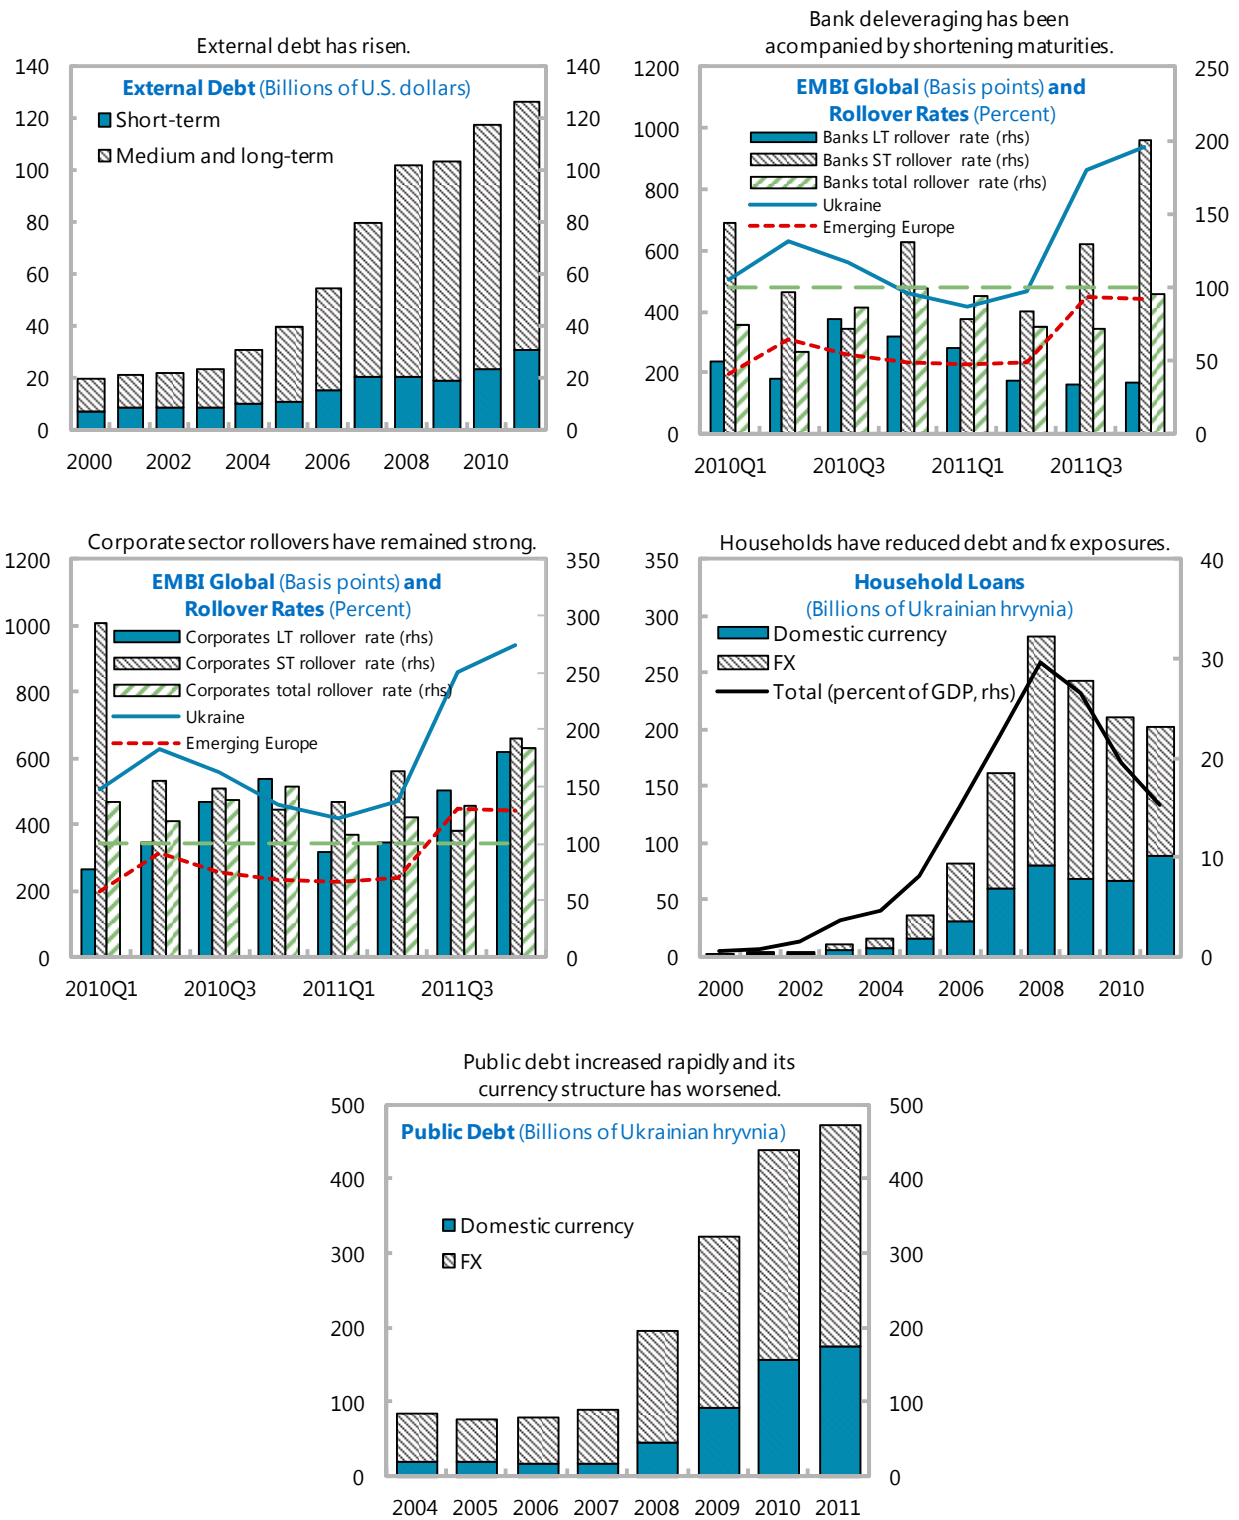 External debt has risen.
External Debt (Billions of U.S. dollars)
Short-term
Medium and long-term
140
120
100
80
60
40
20
0
140
120
100
80
60
40
20
0
2000 2002 2004 2006 2008 2010
Bank deleveraging has been
acompanied by shortening maturities.
EMBI Global (Basis points) and
Rollover Rates (Percent)
Banks LT rollover rate (rhs)
Banks ST rollover rate (rhs)
Banks total rollover rate (rhs)
Ukraine
Emerging Europe
1200
1000
800
600
400
200
0
250
200
150
100
50
0
2010Q1 2010Q3 2011Q1 2011Q3
Corporate sector rollovers have remained strong.
EMBI Global (Basis points) and
Rollover Rates (Percent)
Corporates LT rollover rate (rhs)
Corporates ST rollover rate (rhs)
Corporates total rollover rate (rhs)
Ukraine
Emerging Europe
1200
1000
800
600
400
200
0
350
300
250
200
150
100
50
0
2010Q1 2010Q3 2011Q1 2011Q3
Households have reduced debt and fx exposures.
Household Loans
(Billions of Ukrainian hrvynia)
Domestic currency
FX
Total (percent of GDP, rhs)
350
300
250
200
150
100
50
0
40
30
20
10
0
2000 2002 2004 2006 2008 2010
Public debt increased rapidly and its
currency structure has worsened.
Public Debt (Billions of Ukrainian hryvnia)
Domestic currency
FX
500
400
300
200
100
0
500
400
300
200
100
0
2004 2005 2006 2007 2008 2009 2010 2011